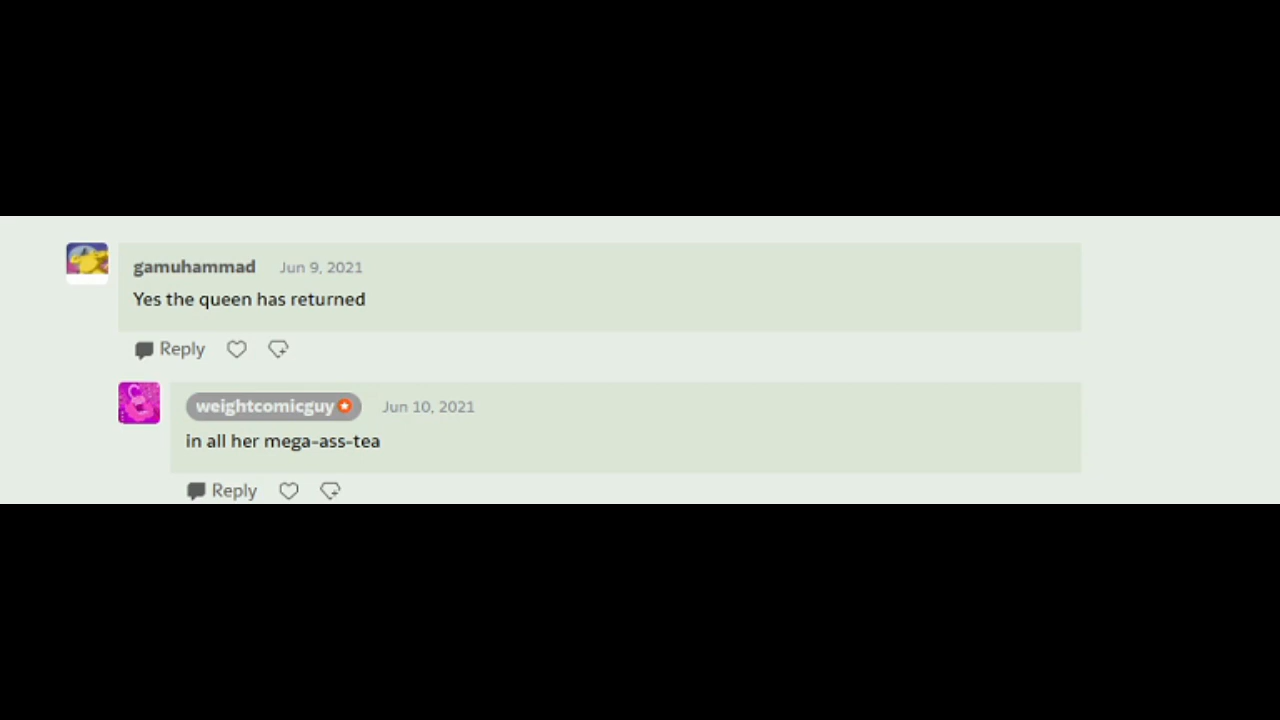 gamuhammad Jun 9, 2021
Yes the queen has returned
Reply
weightcomicguy Jun 10, 2021
in all her mega-ass-tea
Reply